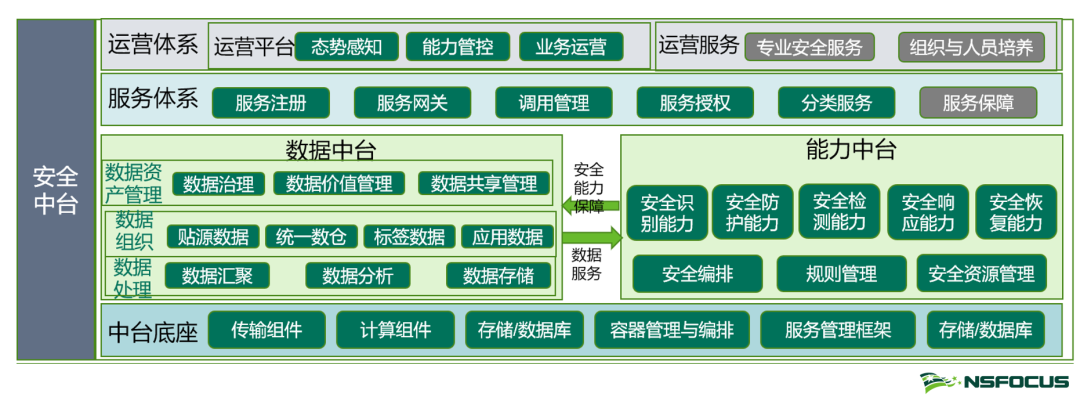 安全
中台
运营体系
运营平台
态势感知
能力管控
业务运营
运营服务
专业安全服务
组织与人员培养
服务体系
服务注册
服务网关
调用管理
服务授权
分类服务
服务保障
数据中台
数据资
产管理
数据治理
数据价值管理
数据共享管理
数据
组织
贴源数据
统一数仓
标签数据
应用数据
数据
处理
数据汇聚
数据分析
数据存储
安全
能力
保障
数据
服务
能力中台
安全识
别能力
安全防
护能力
安全检
测能力
安全响
应能力
安全恢
复能力
安全编排
规则管理
安全资源管理
中台底座
传输组件
计算组件
存储/数据库
容器管理与编排
服务管理框架
存储/数据库
NSFOCUS